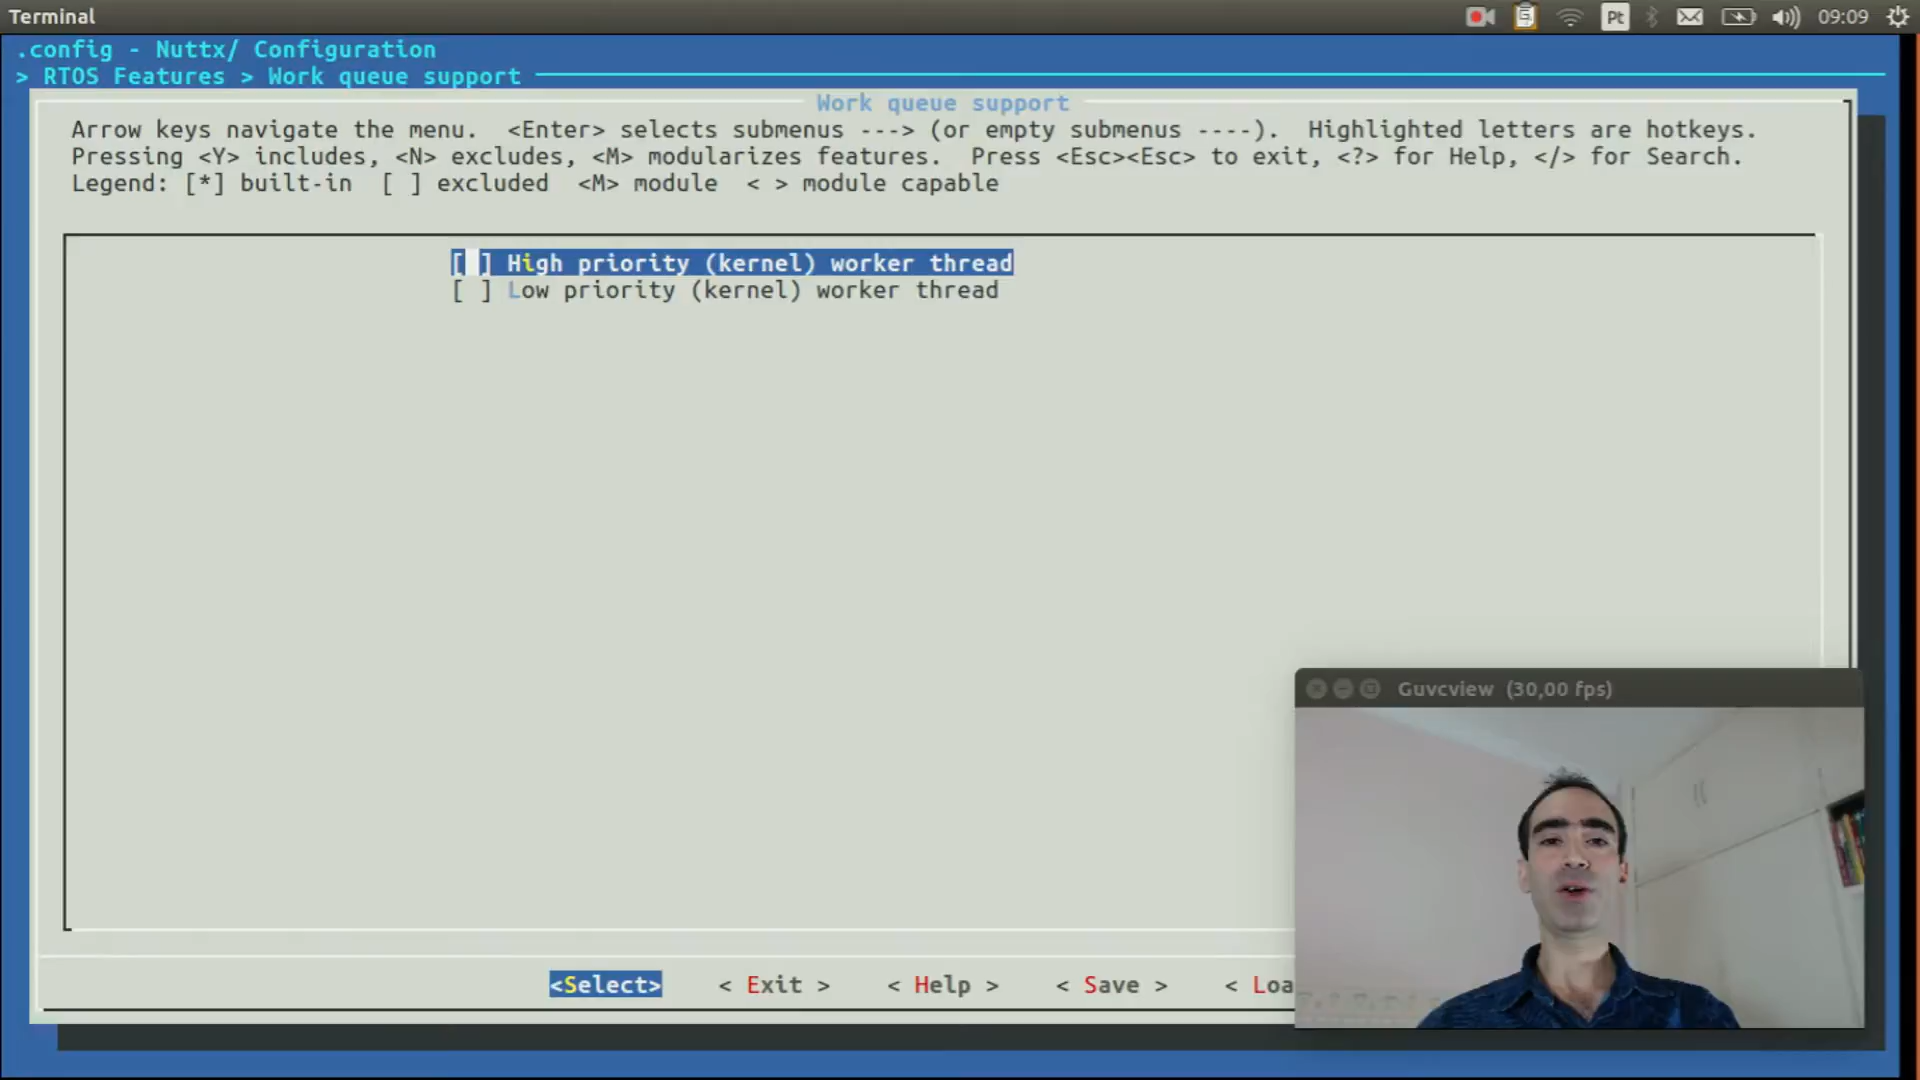 Terminal
Pt
09:09
.config - Nuttx/ Configuration
> RTOS Features > Work queue support
Work queue support
Arrow keys navigate the menu.  <Enter> selects submenus ---> (or empty submenus ----).  Highlighted letters are hotkeys.
Pressing <Y> includes, <N> excludes, <M> modularizes features.  Press <Esc><Esc> to exit, <?> for Help, </> for Search.
Legend: [*] built-in  [ ] excluded  <M> module  < > module capable
[ ] High priority (kernel) worker thread
[ ] Low priority (kernel) worker thread
Guvcview (30,00 fps)
<Select>    < Exit >    < Help >    < Save >    < Loa